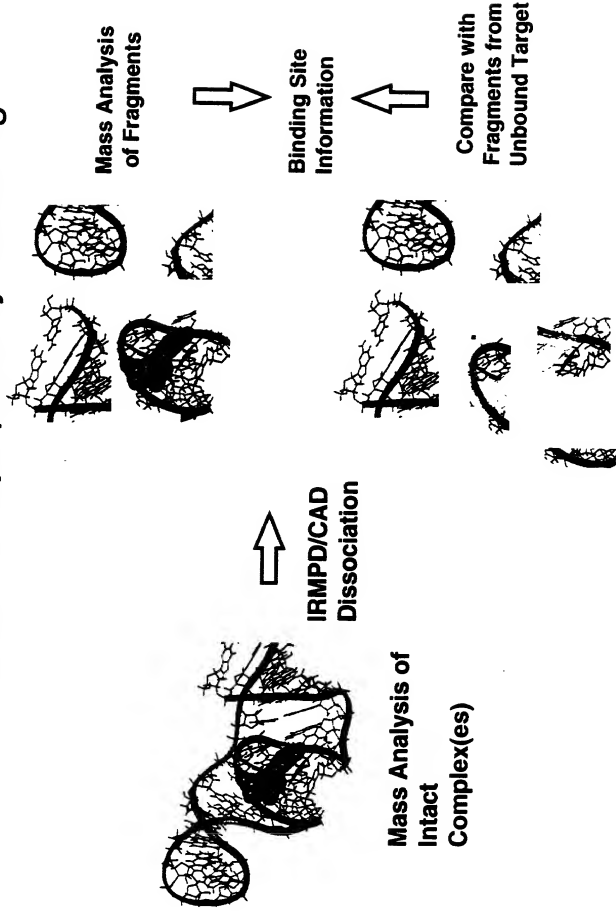 Mass Analysis of
Intact
Complex(es)
IRMPD/CAD
Dissociation
Mass Analysis
of Fragments
Binding Site
Information
Compare with
Fragments from
Unbound Target